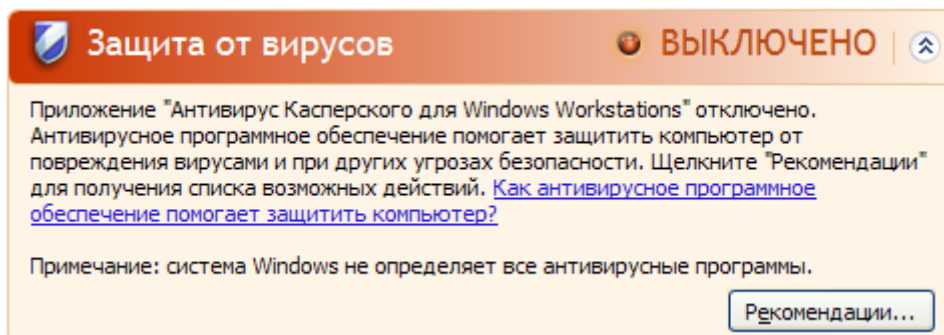 Защита от вирусов
ВЫКЛЮЧЕНО
Приложение "Антивирус Касперского для Windows Workstations" отключено.
Антивирусное программное обеспечение помогает защитить компьютер от
повреждения вирусами и при других угрозах безопасности. Щелкните "Рекомендации"
для получения списка возможных действий. Как антивирусное программное
обеспечение помогает защитить компьютер?
Примечание: система Windows не определяет все антивирусные программы.
Рекомендации...